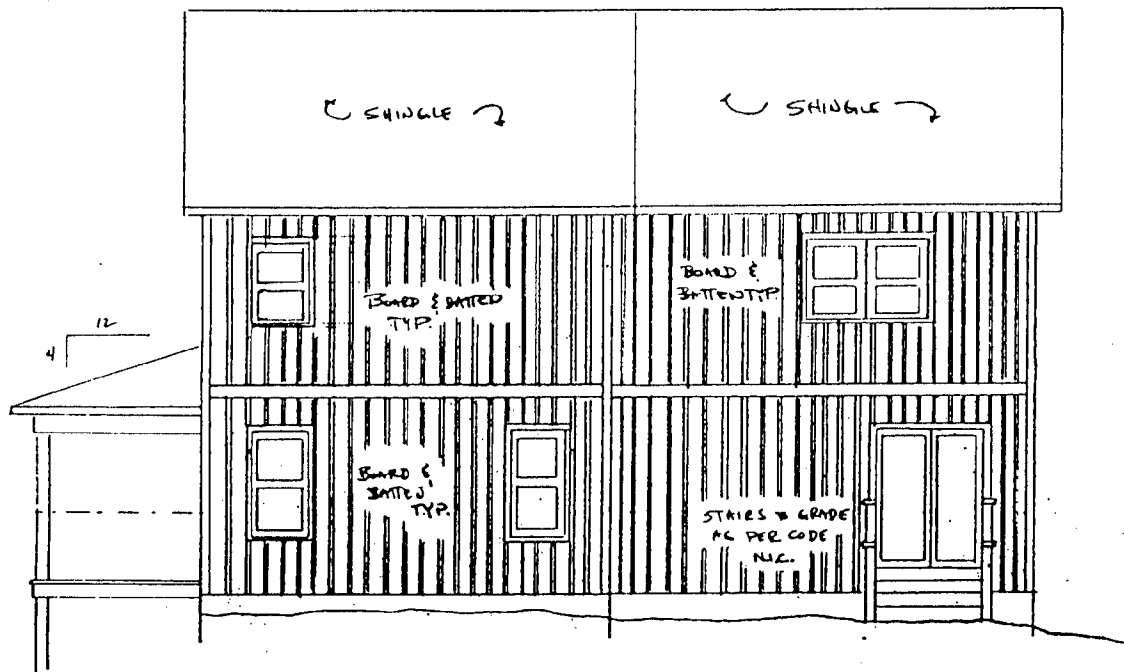 SHINGLE
SHINGLE
BOARD & BATTEN
TYP.
BOARD &
BATTEN TYP.
12
4
BOARD &
BATTEN
TYP.
STAIRS TO GRADE
AS PER CODE
N.I.C.